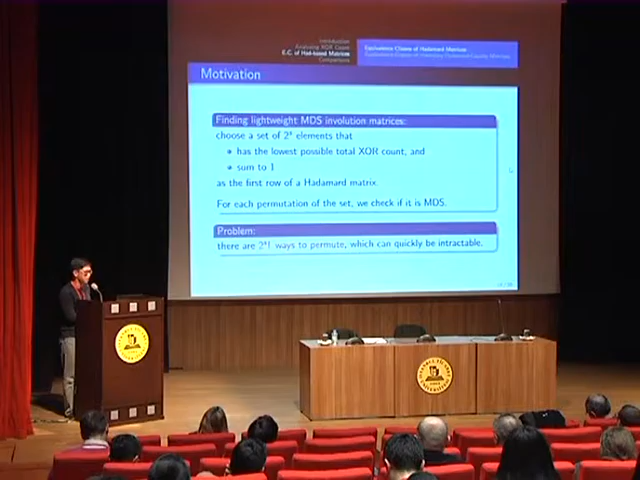 Introduction
Analyzing XOR Count
E.C. of Had-based Matrices
Comparisons
Equivalence Classes of Hadamard Matrices
Motivation
Finding lightweight MDS involution matrices:
choose a set of 2ˢ elements that
has the lowest possible total XOR count, and
sum to 1
as the first row of a Hadamard matrix
For each permutation of the set, we check if it is MDS.
Problem:
there are 2ˢ! ways to permute, which can quickly be intractable.